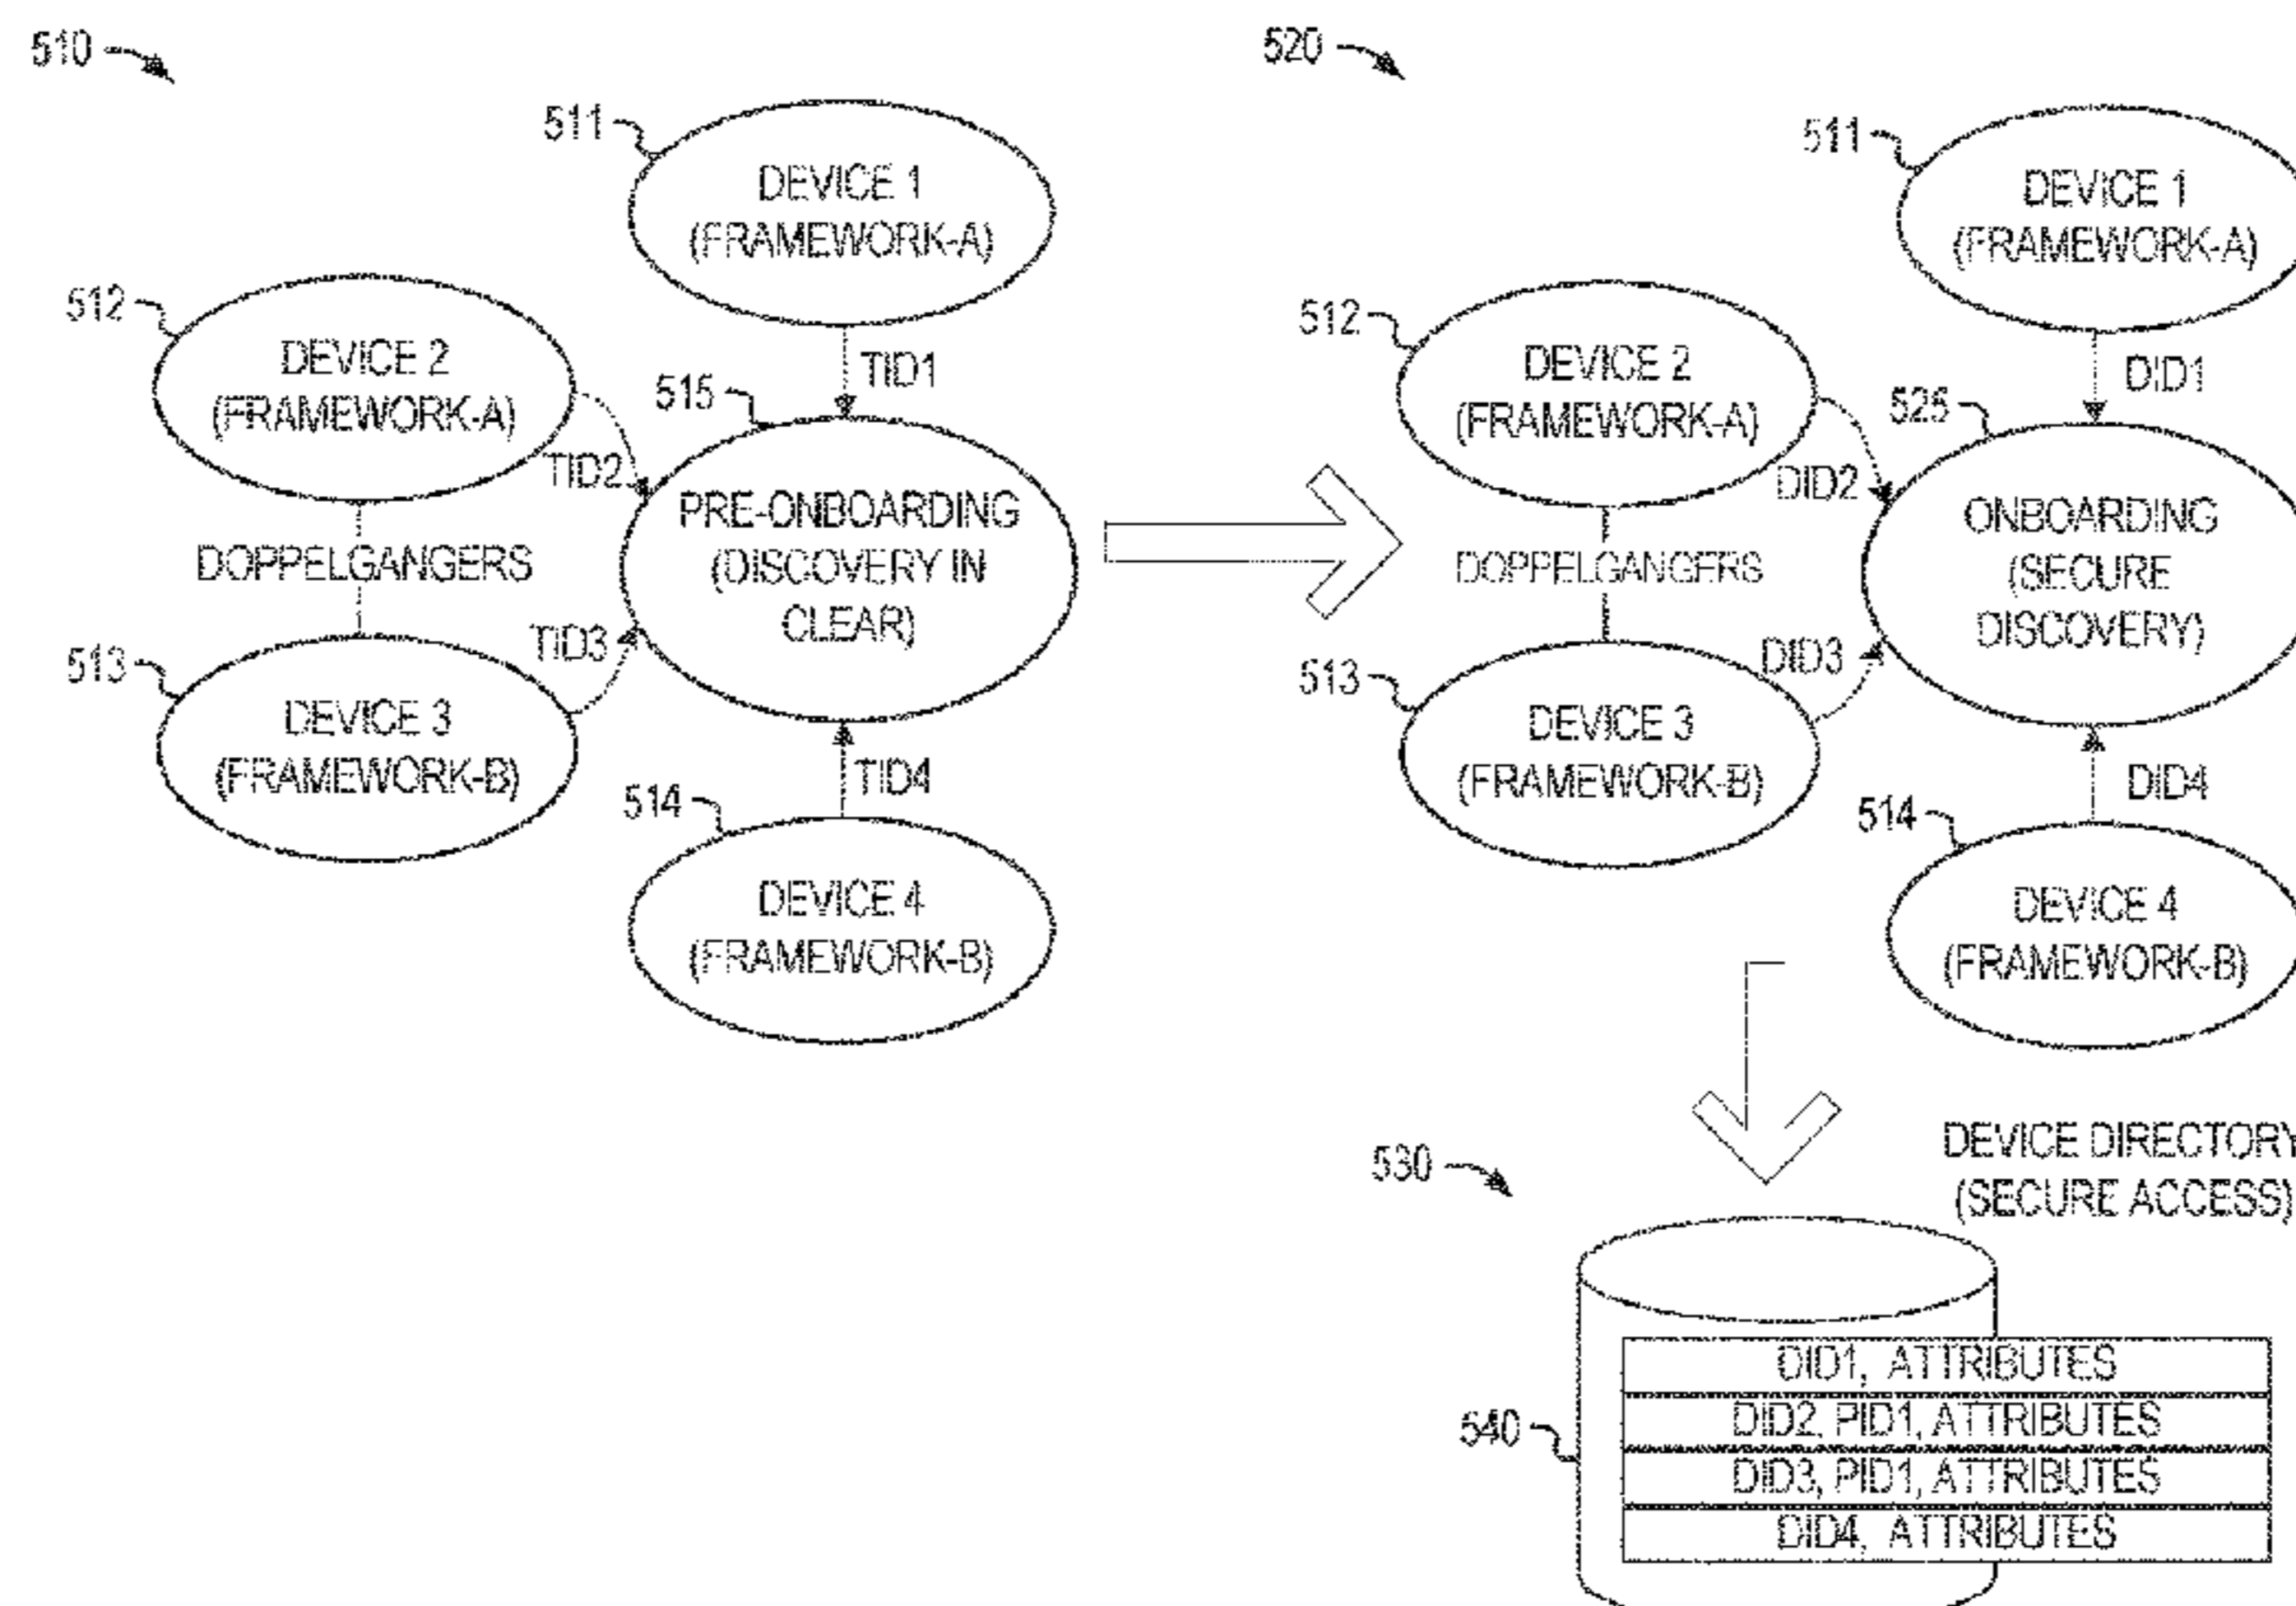 510
511
DEVICE 1
(FRAMEWORK-A)
512
DEVICE 2
(FRAMEWORK-A)
TID1
515
TID2
PRE-ONBOARDING
(DISCOVERY IN
CLEAR)
DOPPELGANGERS
TID3
513
DEVICE 3
(FRAMEWORK-B)
TID4
514
DEVICE 4
(FRAMEWORK-B)
520
511
DEVICE 1
(FRAMEWORK-A)
512
DEVICE 2
(FRAMEWORK-A)
DID1
525
DID2
ONBOARDING
(SECURE
DISCOVERY)
DOPPELGANGERS
DID3
513
DEVICE 3
(FRAMEWORK-B)
DID4
514
DEVICE 4
(FRAMEWORK-B)
530
DEVICE DIRECTORY
(SECURE ACCESS)
540
DID1, ATTRIBUTES
DID2, PID1, ATTRIBUTES
DID3, PID1, ATTRIBUTES
DID4, ATTRIBUTES